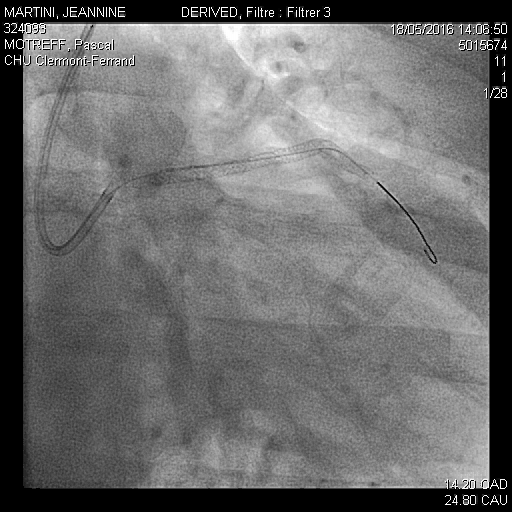 MARTINI, JEANNINE
DERIVED, Filtre : Filtrer 3
18/05/2016 14:06:50
324093
5015674
MOTREFF, Pascal
11
CHU Clermont-Ferrand
1
1/28
14.20 OAD
24.80 CAU